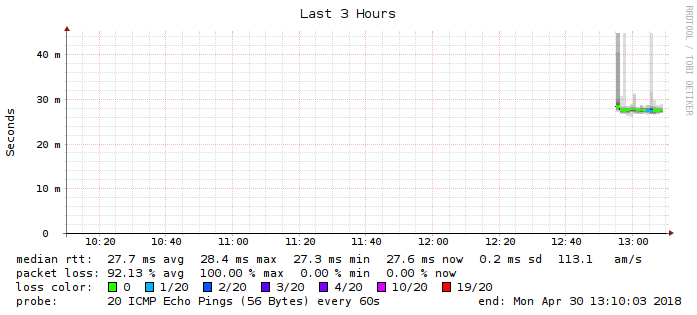 Last 3 Hours
RRDTOOL / TOBI OETIKER
Seconds
40 m
30 m
20 m
10 m
0
10:20 10:40 11:00 11:20 11:40 12:00 12:20 12:40 13:00
median rtt: 27.7 ms avg 28.4 ms max 27.3 ms min 27.6 ms now 0.2 ms sd 113.1 am/s
packet loss: 92.13 % avg 100.00 % max 0.00 % min 0.00 % now
loss color: 0 1/20 2/20 3/20 4/20 10/20 19/20
probe: 20 ICMP Echo Pings (56 Bytes) every 60s end: Mon Apr 30 13:10:03 2018